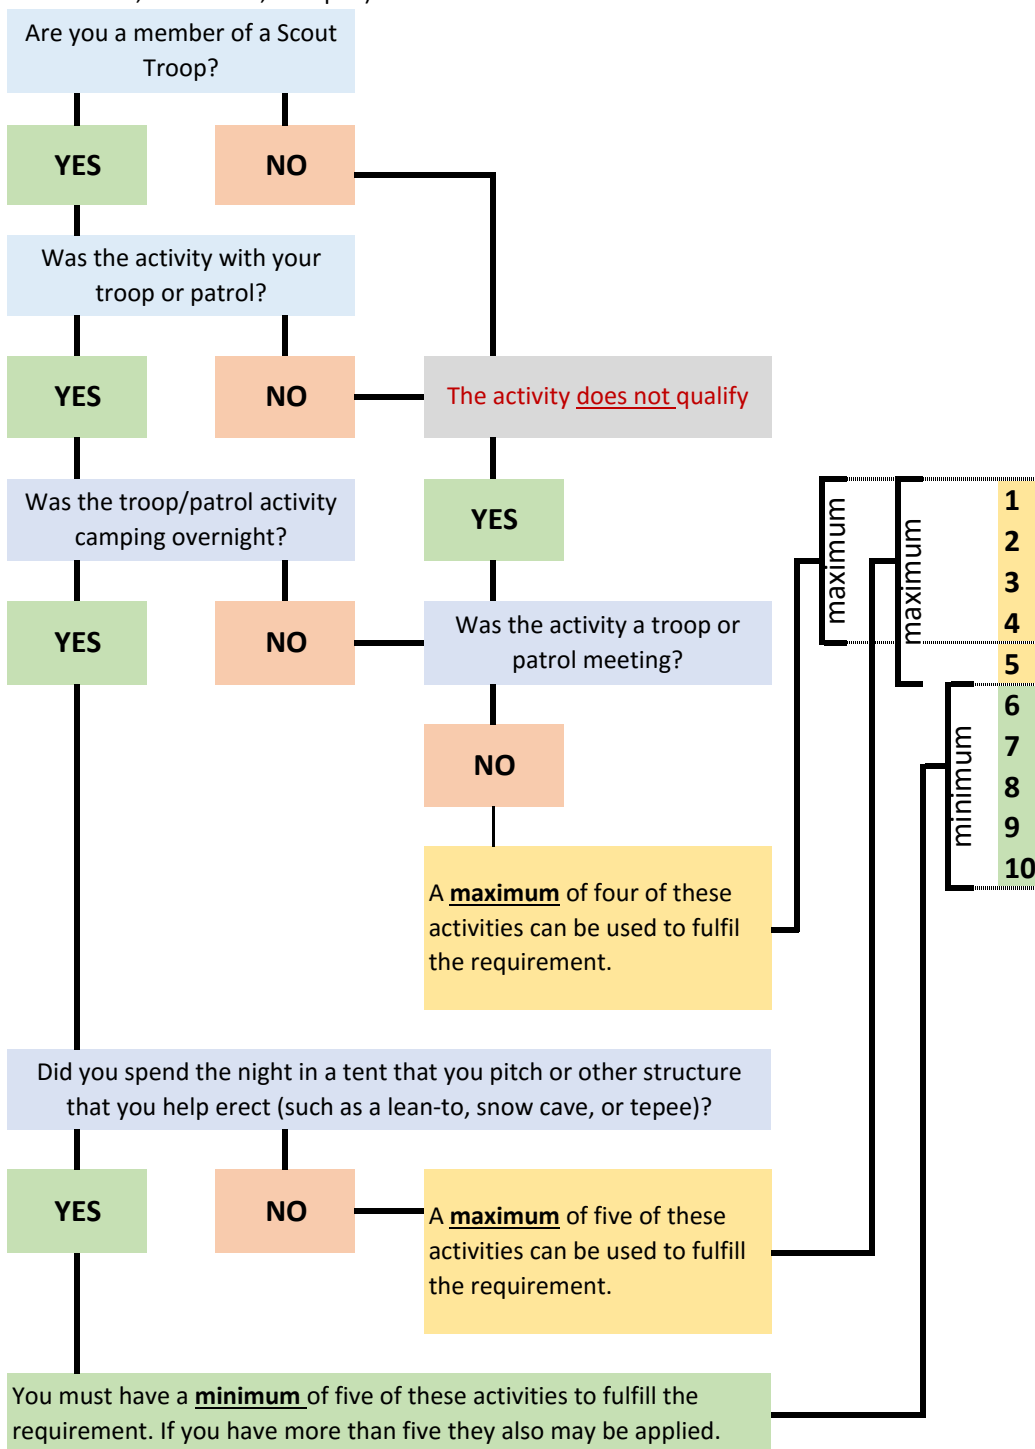 Are you a member of a Scout
Troop?
YES
NO
Was the activity with your
troop or patrol?
YES
NO
The activity does not qualify
Was the troop/patrol activity
camping overnight?
YES
YES
NO
Was the activity a troop or
patrol meeting?
NO
A maximum of four of these
activities can be used to fulfil
the requirement.
maximum
maximum
minimum
1
2
3
4
5
6
7
8
9
10
Did you spend the night in a tent that you pitch or other structure
that you help erect (such as a lean-to, snow cave, or tepee)?
YES
NO
A maximum of five of these
activities can be used to fulfill
the requirement.
You must have a minimum of five of these activities to fulfill the
requirement. If you have more than five they also may be applied.